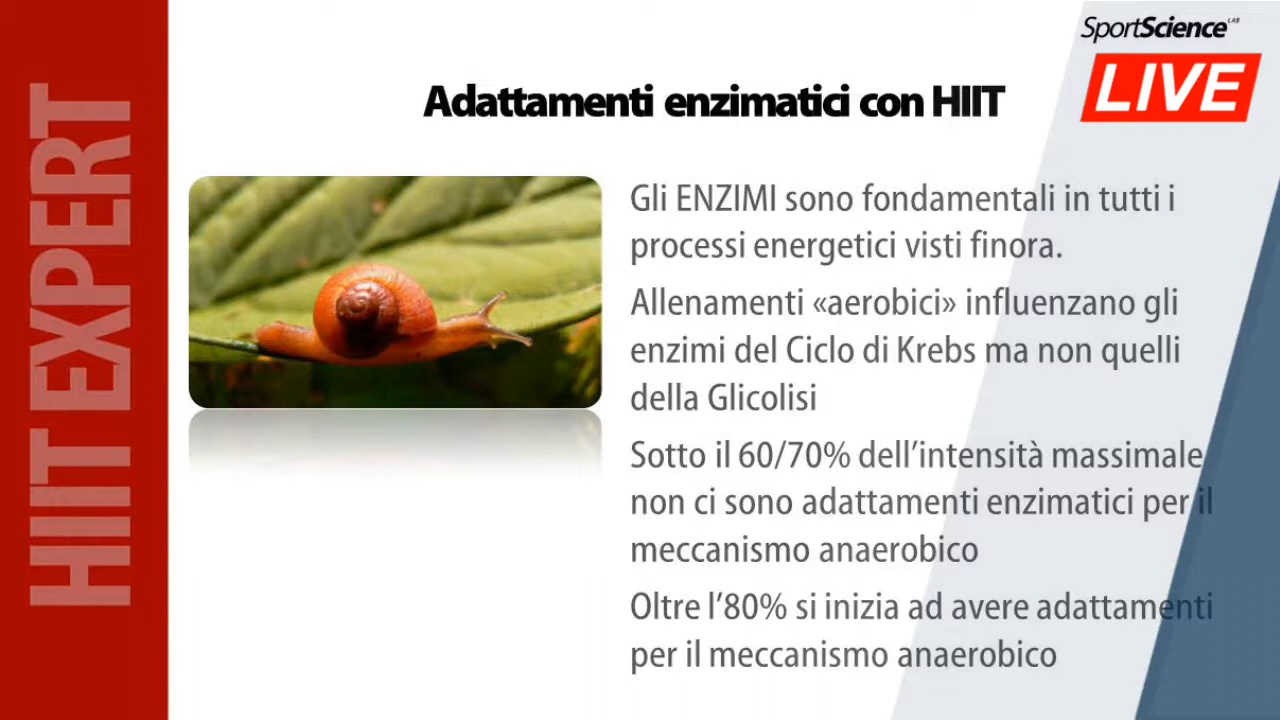 SportScience LAB
LIVE
HIIT EXPERT
Adattamenti enzimatici con HIIT
Gli ENZIMI sono fondamentali in tutti i
processi energetici visti finora.
Allenamenti «aerobici» influenzano gli
enzimi del Ciclo di Krebs ma non quelli
della Glicolisi
Sotto il 60/70% dell’intensità massimale
non ci sono adattamenti enzimatici per il
meccanismo anaerobico
Oltre l’80% si inizia ad avere adattamenti
per il meccanismo anaerobico